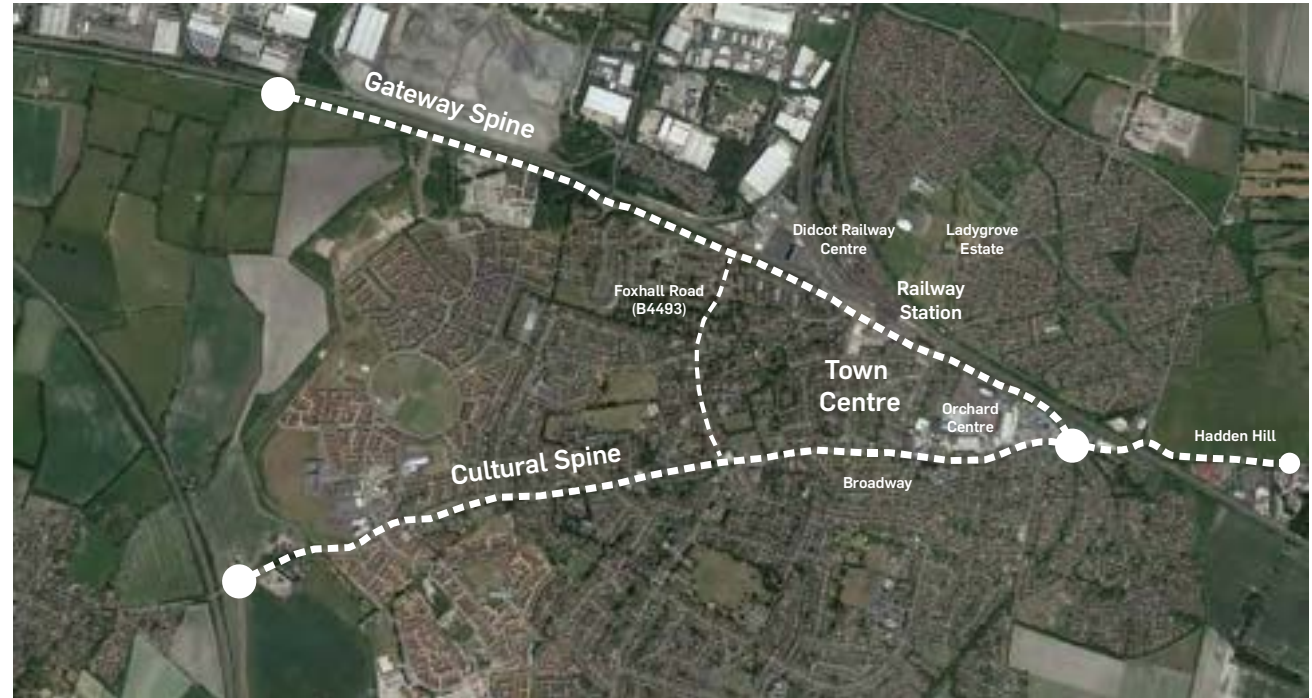 Gateway Spine
Didcot Railway
Centre
Ladygrove
Estate
Foxhall Road
(B4493)
Railway
Station
Town
Centre
Orchard
Centre
Cultural Spine
Hadden Hill
Broadway